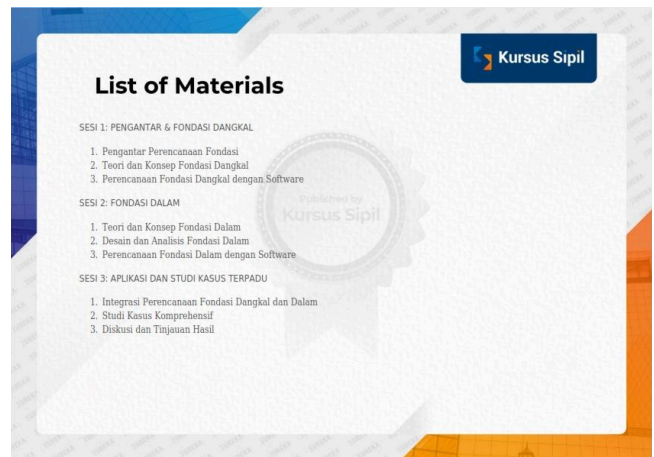 Kursus Sipil
List of Materials
SESI 1: PENGANTAR & FONDASI DANGKAL
1. Pengantar Perencanaan Fondasi
2. Teori dan Konsep Fondasi Dangkal
3. Perencanaan Fondasi Dangkal dengan Software
SESI 2: FONDASI DALAM
1. Teori dan Konsep Fondasi Dalam
2. Desain dan Analisis Fondasi Dalam
3. Perencanaan Fondasi Dalam dengan Software
SESI 3: APLIKASI DAN STUDI KASUS TERPADU
1. Integrasi Perencanaan Fondasi Dangkal dan Dalam
2. Studi Kasus Komprehensif
3. Diskusi dan Tinjauan Hasil
Published by
Kursus Sipil